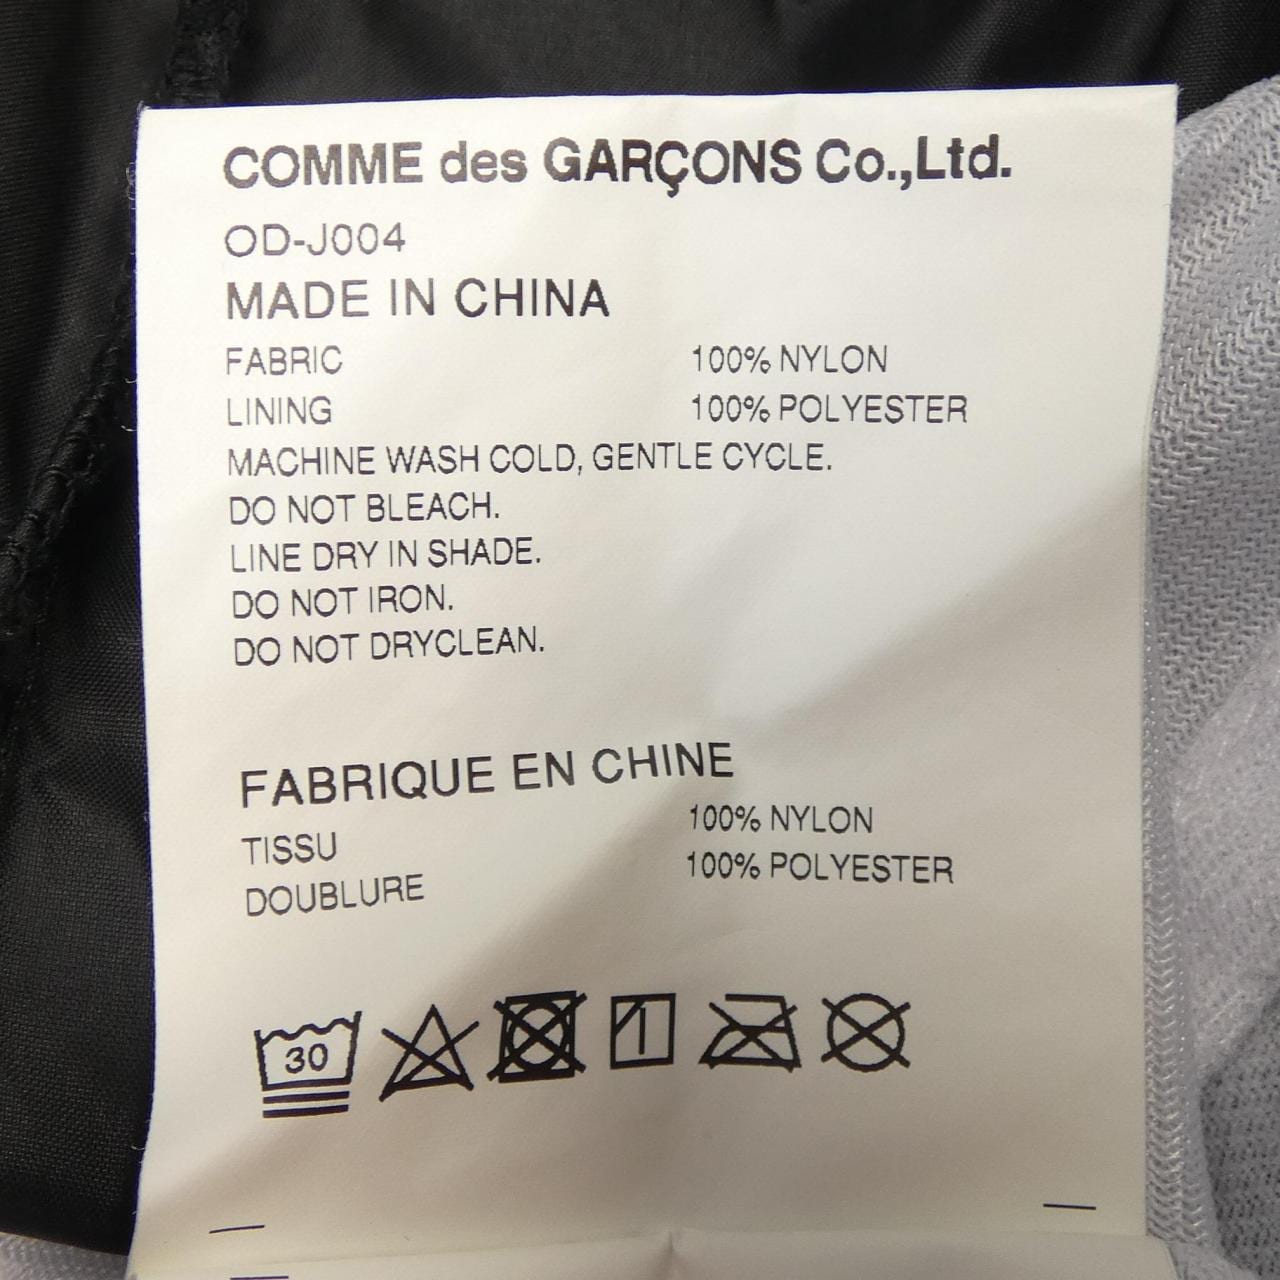 COMME des GARÇONS Co.,Ltd.
OD-J004
MADE IN CHINA
FABRIC 100% NYLON
LINING 100% POLYESTER
MACHINE WASH COLD, GENTLE CYCLE.
DO NOT BLEACH.
LINE DRY IN SHADE.
DO NOT IRON.
DO NOT DRYCLEAN.
FABRIQUE EN CHINE
TISSU 100% NYLON
DOUBLURE 100% POLYESTER
30